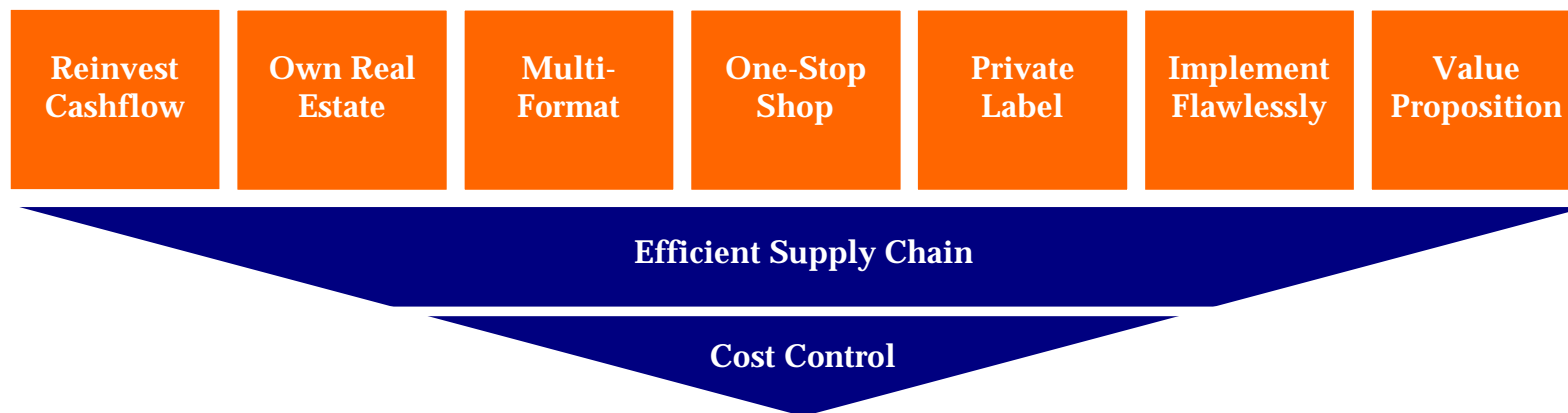 Reinvest
Cashflow
Own Real
Estate
Multi-
Format
One-Stop
Shop
Private
Label
Implement
Flawlessly
Value
Proposition
Efficient Supply Chain
Cost Control